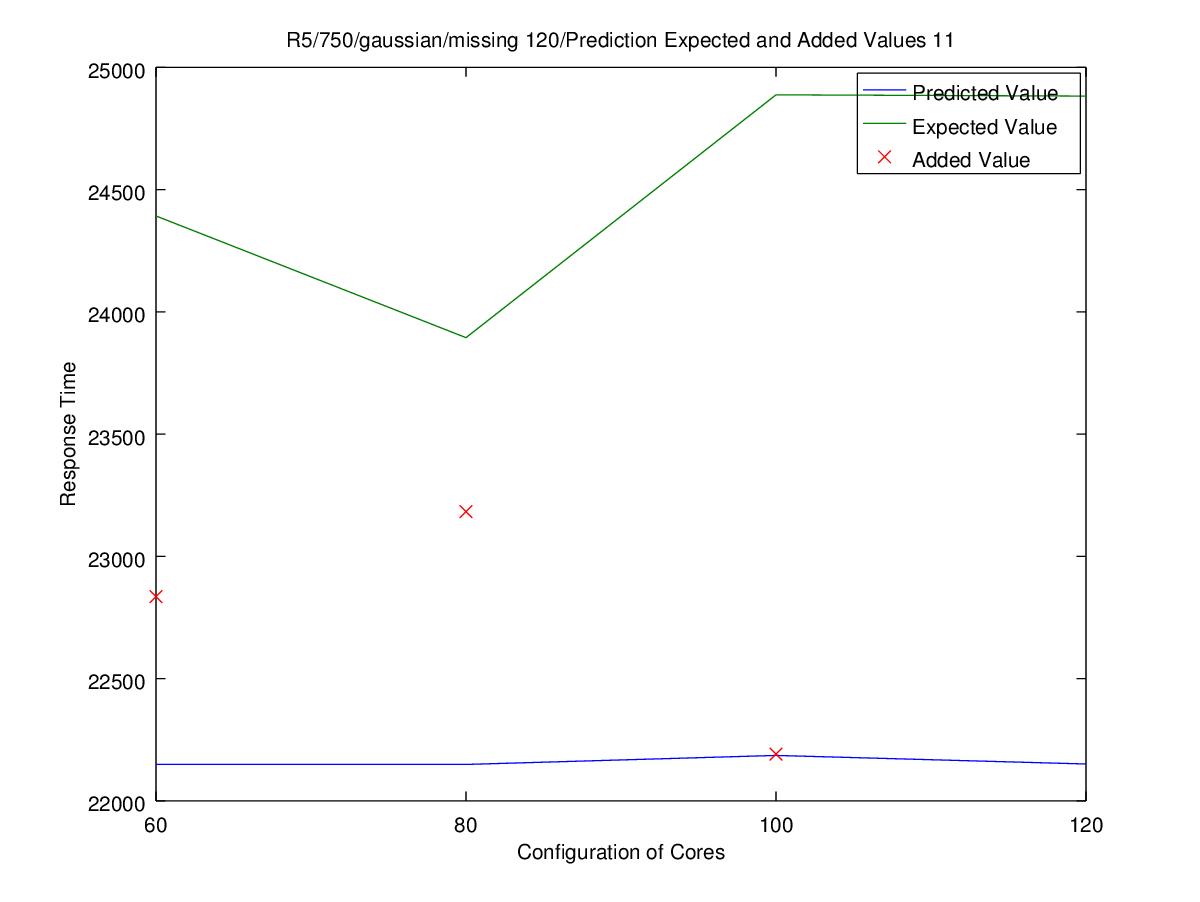 R5/750/gaussian/missing 120/Prediction Expected and Added Values 11
25000
24500
24000
23500
23000
22500
22000
Response Time
Predicted Value
Expected Value
Added Value
60
80
100
120
Configuration of Cores